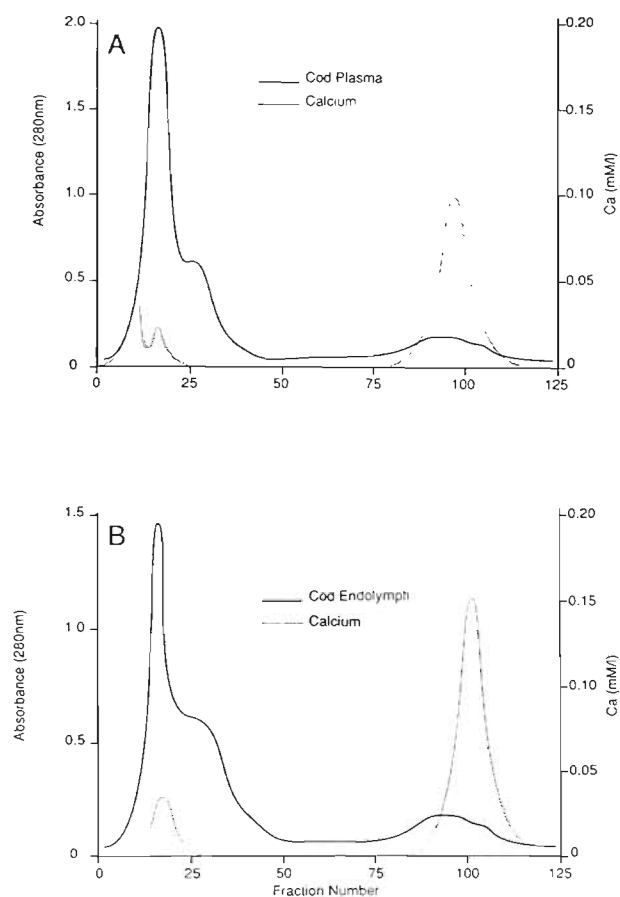 A
2.0
1.5
1.0
0.5
0
Absorbance (280nm)
Cod Plasma
Calcium
0.20
0.15
0.10
0.05
0
Ca (mM/l)
0 25 50 75 100 125
B
1.5
1.0
0.5
0
Absorbance (280nm)
Cod Endolymph
Calcium
0.20
0.15
0.10
0.05
0
Ca (mM/l)
0 25 50 75 100 125
Fraction Number